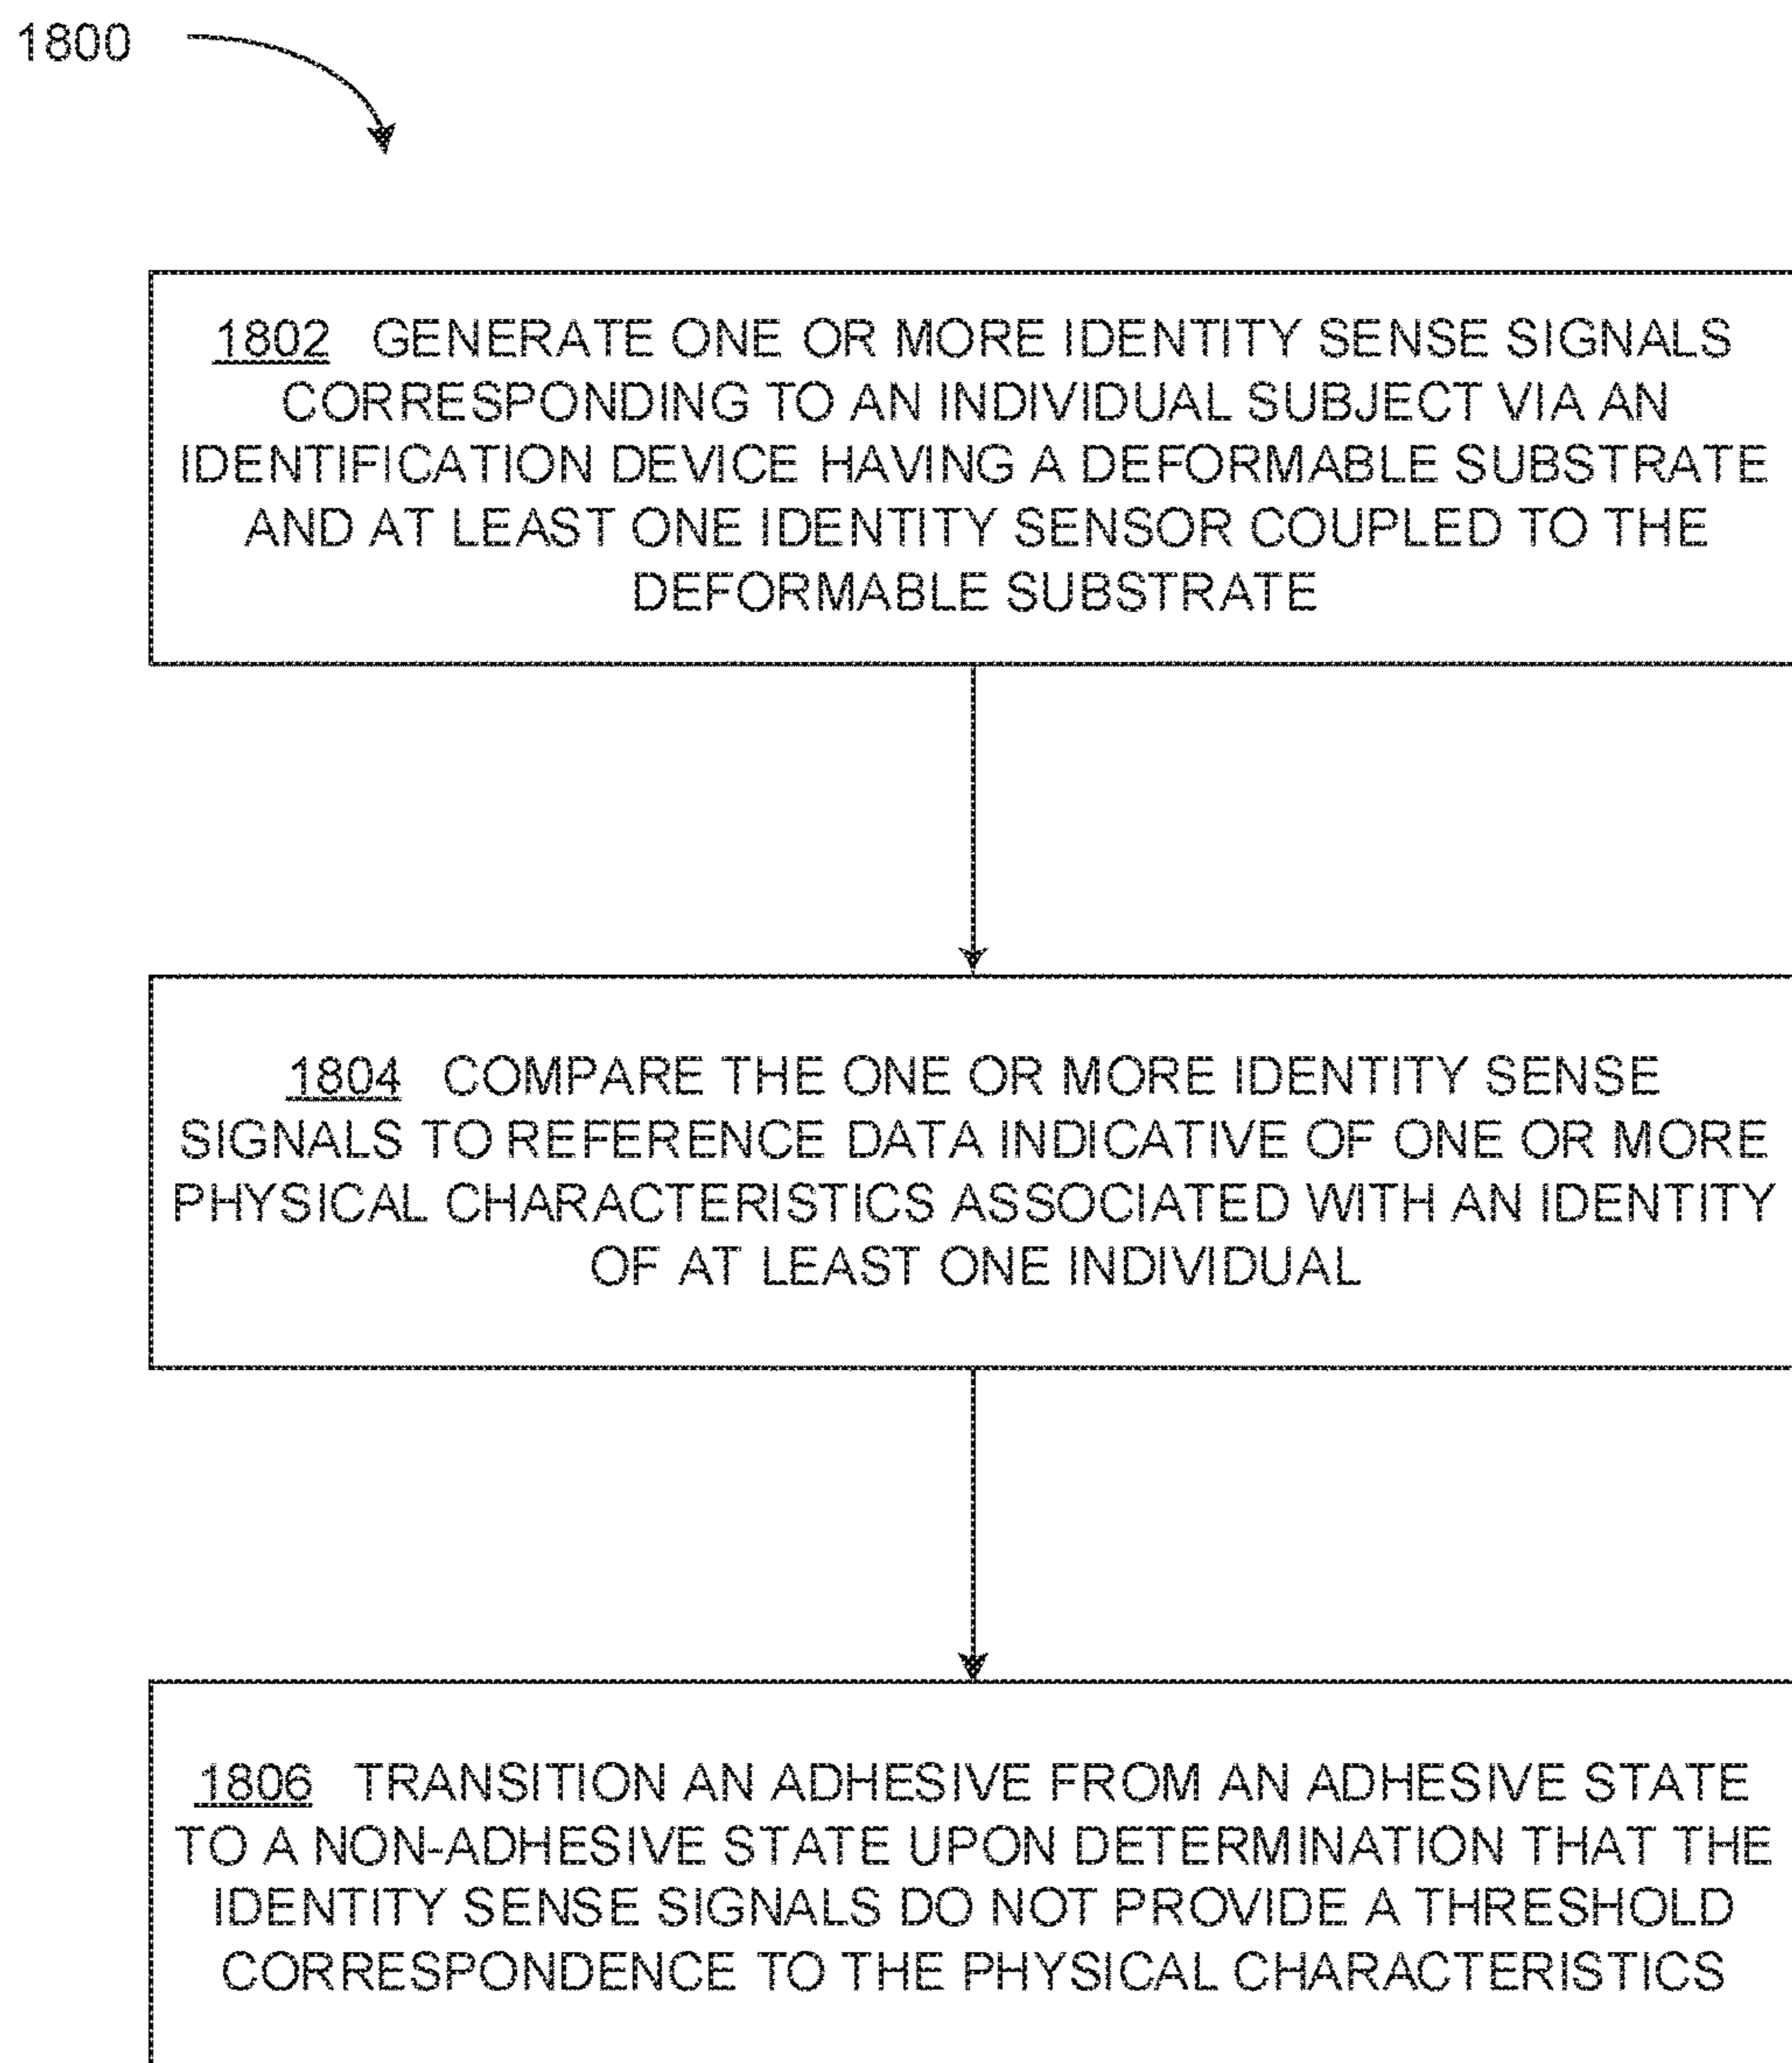 1800
1802 GENERATE ONE OR MORE IDENTITY SENSE SIGNALS
CORRESPONDING TO AN INDIVIDUAL SUBJECT VIA AN
IDENTIFICATION DEVICE HAVING A DEFORMABLE SUBSTRATE
AND AT LEAST ONE IDENTITY SENSOR COUPLED TO THE
DEFORMABLE SUBSTRATE
1804 COMPARE THE ONE OR MORE IDENTITY SENSE
SIGNALS TO REFERENCE DATA INDICATIVE OF ONE OR MORE
PHYSICAL CHARACTERISTICS ASSOCIATED WITH AN IDENTITY
OF AT LEAST ONE INDIVIDUAL
1806 TRANSITION AN ADHESIVE FROM AN ADHESIVE STATE
TO A NON-ADHESIVE STATE UPON DETERMINATION THAT THE
IDENTITY SENSE SIGNALS DO NOT PROVIDE A THRESHOLD
CORRESPONDENCE TO THE PHYSICAL CHARACTERISTICS